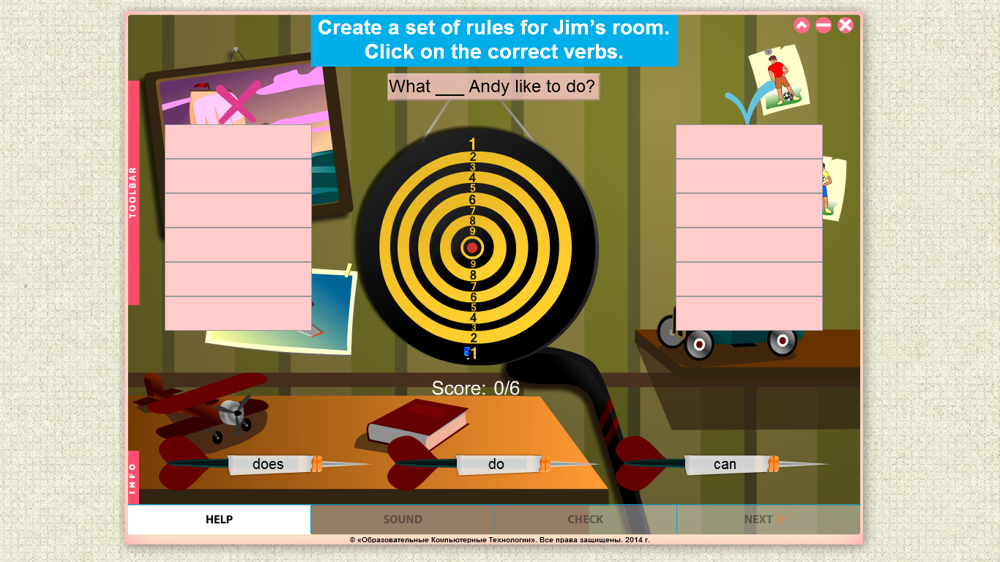 Create a set of rules for Jim's room.
Click on the correct verbs.
What ___ Andy like to do?
TOOLBAR
1
2
3
4
5
6
7
8
9
9
8
7
6
5
4
3
2
1
Score: 0/6
does
do
can
INFO
HELP
SOUND
CHECK
NEXT
© «Образовательные Компьютерные Технологии». Все права защищены. 2014 г.